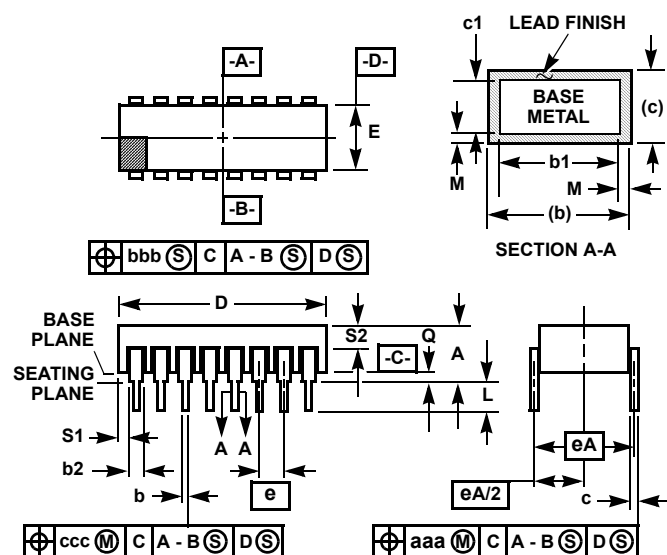 c1 LEAD FINISH
-A- -D-
BASE METAL
(c)
E
M
b1
M
-B-
(b)
SECTION A-A
⌖ bbb Ⓢ C A - B Ⓢ D Ⓢ
D
BASE PLANE
S2 Q A
-C-
SEATING PLANE
L
S1
A A
eA
b2
b
e
eA/2
c
⌖ ccc Ⓜ C A - B Ⓢ D Ⓢ
⌖ aaa Ⓜ C A - B Ⓢ D Ⓢ